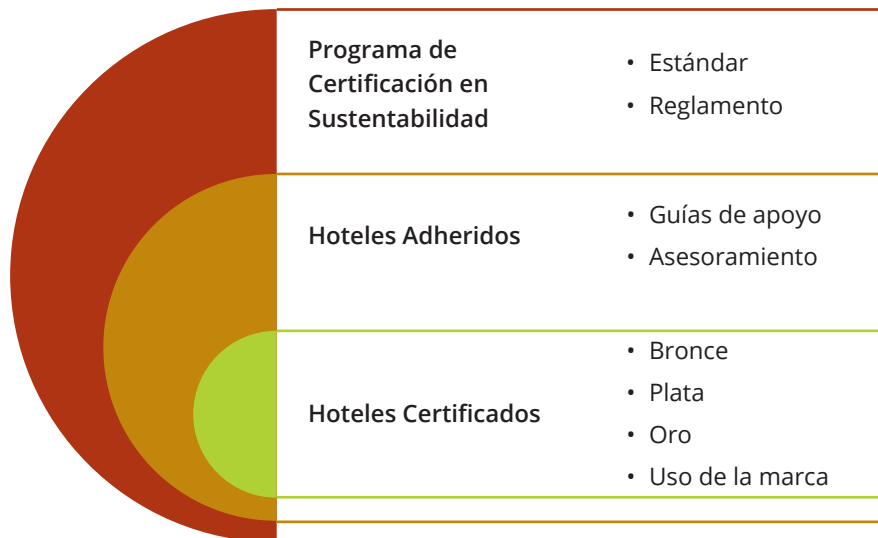 Programa de
Certificación en
Sustentabilidad
• Estándar
• Reglamento
Hoteles Adheridos
• Guías de apoyo
• Asesoramiento
Hoteles Certificados
• Bronce
• Plata
• Oro
• Uso de la marca